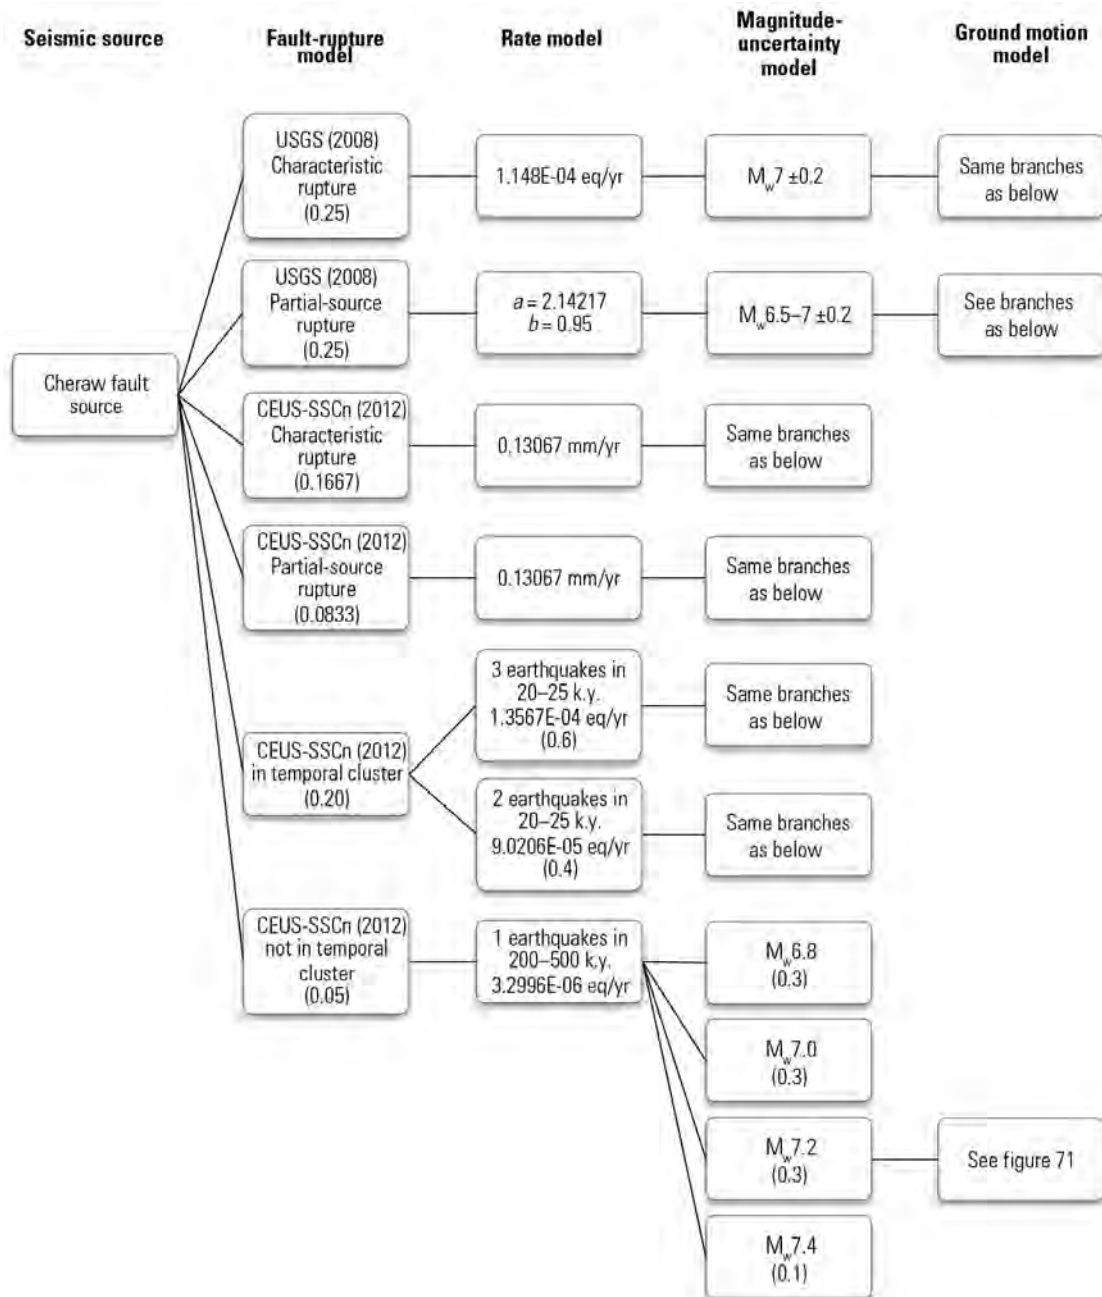 Seismic source
Fault-rupture
model
Rate model
Magnitude-
uncertainty
model
Ground motion
model
USGS (2008)
Characteristic
rupture
(0.25)
1.148E-04 eq/yr
Mw7 ±0.2
Same branches
as below
USGS (2008)
Partial-source
rupture
(0.25)
a = 2.14217
b = 0.95
Mw6.5–7 ±0.2
See branches
as below
Cheraw fault
source
CEUS-SSCn (2012)
Characteristic
rupture
(0.1667)
0.13067 mm/yr
Same branches
as below
CEUS-SSCn (2012)
Partial-source
rupture
(0.0833)
0.13067 mm/yr
Same branches
as below
CEUS-SSCn (2012)
in temporal cluster
(0.20)
3 earthquakes in
20–25 k.y.
1.3567E-04 eq/yr
(0.6)
Same branches
as below
2 earthquakes in
20–25 k.y.
9.0206E-05 eq/yr
(0.4)
Same branches
as below
CEUS-SSCn (2012)
not in temporal
cluster
(0.05)
1 earthquakes in
200–500 k.y.
3.2996E-06 eq/yr
Mw6.8
(0.3)
Mw7.0
(0.3)
Mw7.2
(0.3)
See figure 71
Mw7.4
(0.1)